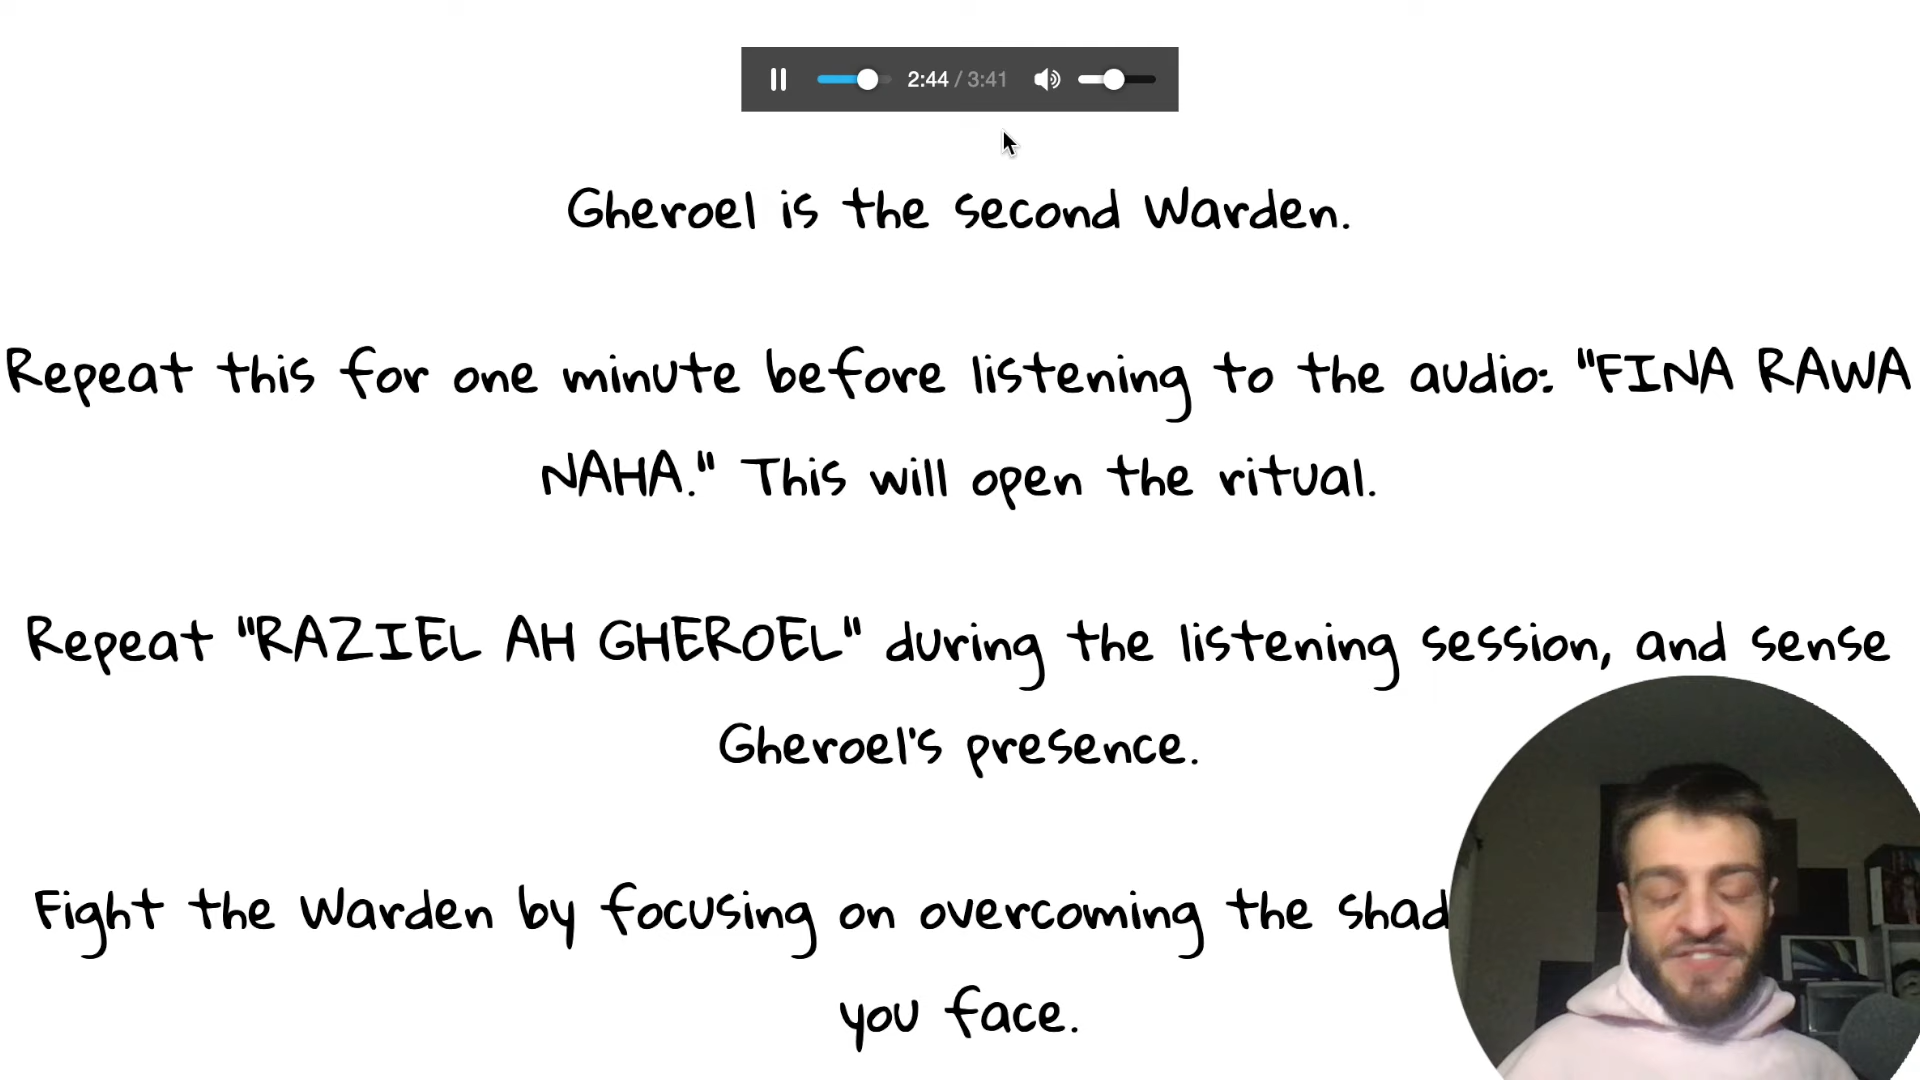 2:44 / 3:41
Gheroel is the second Warden.
Repeat this for one minute before listening to the audio: "FINA RAWA
NAHA." This will open the ritual.
Repeat "RAZIEL AH GHEROEL" during the listening session, and sense
Gheroel's presence.
Fight the Warden by focusing on overcoming the
you face.